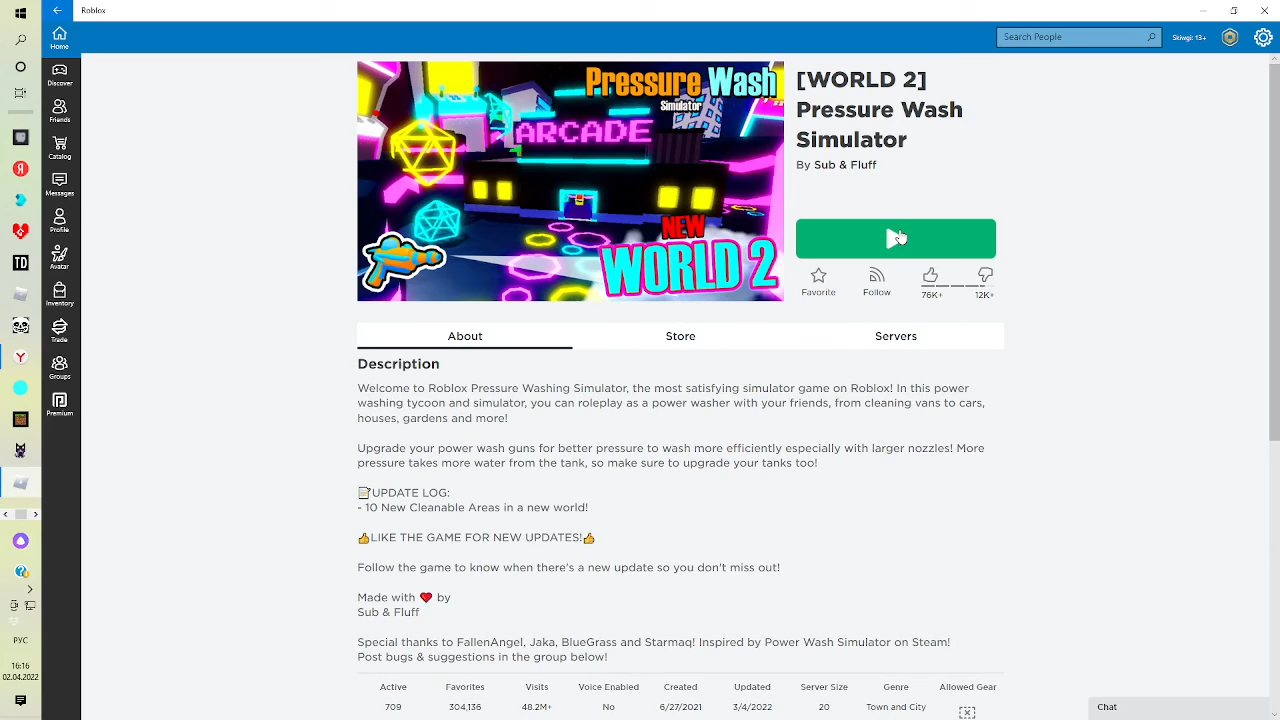 Roblox
Home
Search People
Skiwgi: 13+
Discover
Friends
Catalog
Messages
Profile
Avatar
Inventory
Trade
Groups
Premium
TD
РУС
16:16
02.04.2022
Pressure Wash
Simulator
ARCADE
NEW
WORLD 2
[WORLD 2]
Pressure Wash
Simulator
By Sub & Fluff
Favorite
Follow
76K+
12K+
About
Store
Servers
Description
Welcome to Roblox Pressure Washing Simulator, the most satisfying simulator game on Roblox! In this power
washing tycoon and simulator, you can roleplay as a power washer with your friends, from cleaning vans to cars,
houses, gardens and more!
Upgrade your power wash guns for better pressure to wash more efficiently especially with larger nozzles! More
pressure takes more water from the tank, so make sure to upgrade your tanks too!
📝UPDATE LOG:
- 10 New Cleanable Areas in a new world!
👍LIKE THE GAME FOR NEW UPDATES!👍
Follow the game to know when there's a new update so you don't miss out!
Made with ❤️ by
Sub & Fluff
Special thanks to FallenAngel, Jaka, BlueGrass and Starmaq! Inspired by Power Wash Simulator on Steam!
Post bugs & suggestions in the group below!
Active Favorites Visits Voice Enabled Created Updated Server Size Genre Allowed Gear
709 304,136 48.2M+ No 6/27/2021 3/4/2022 20 Town and City
Chat